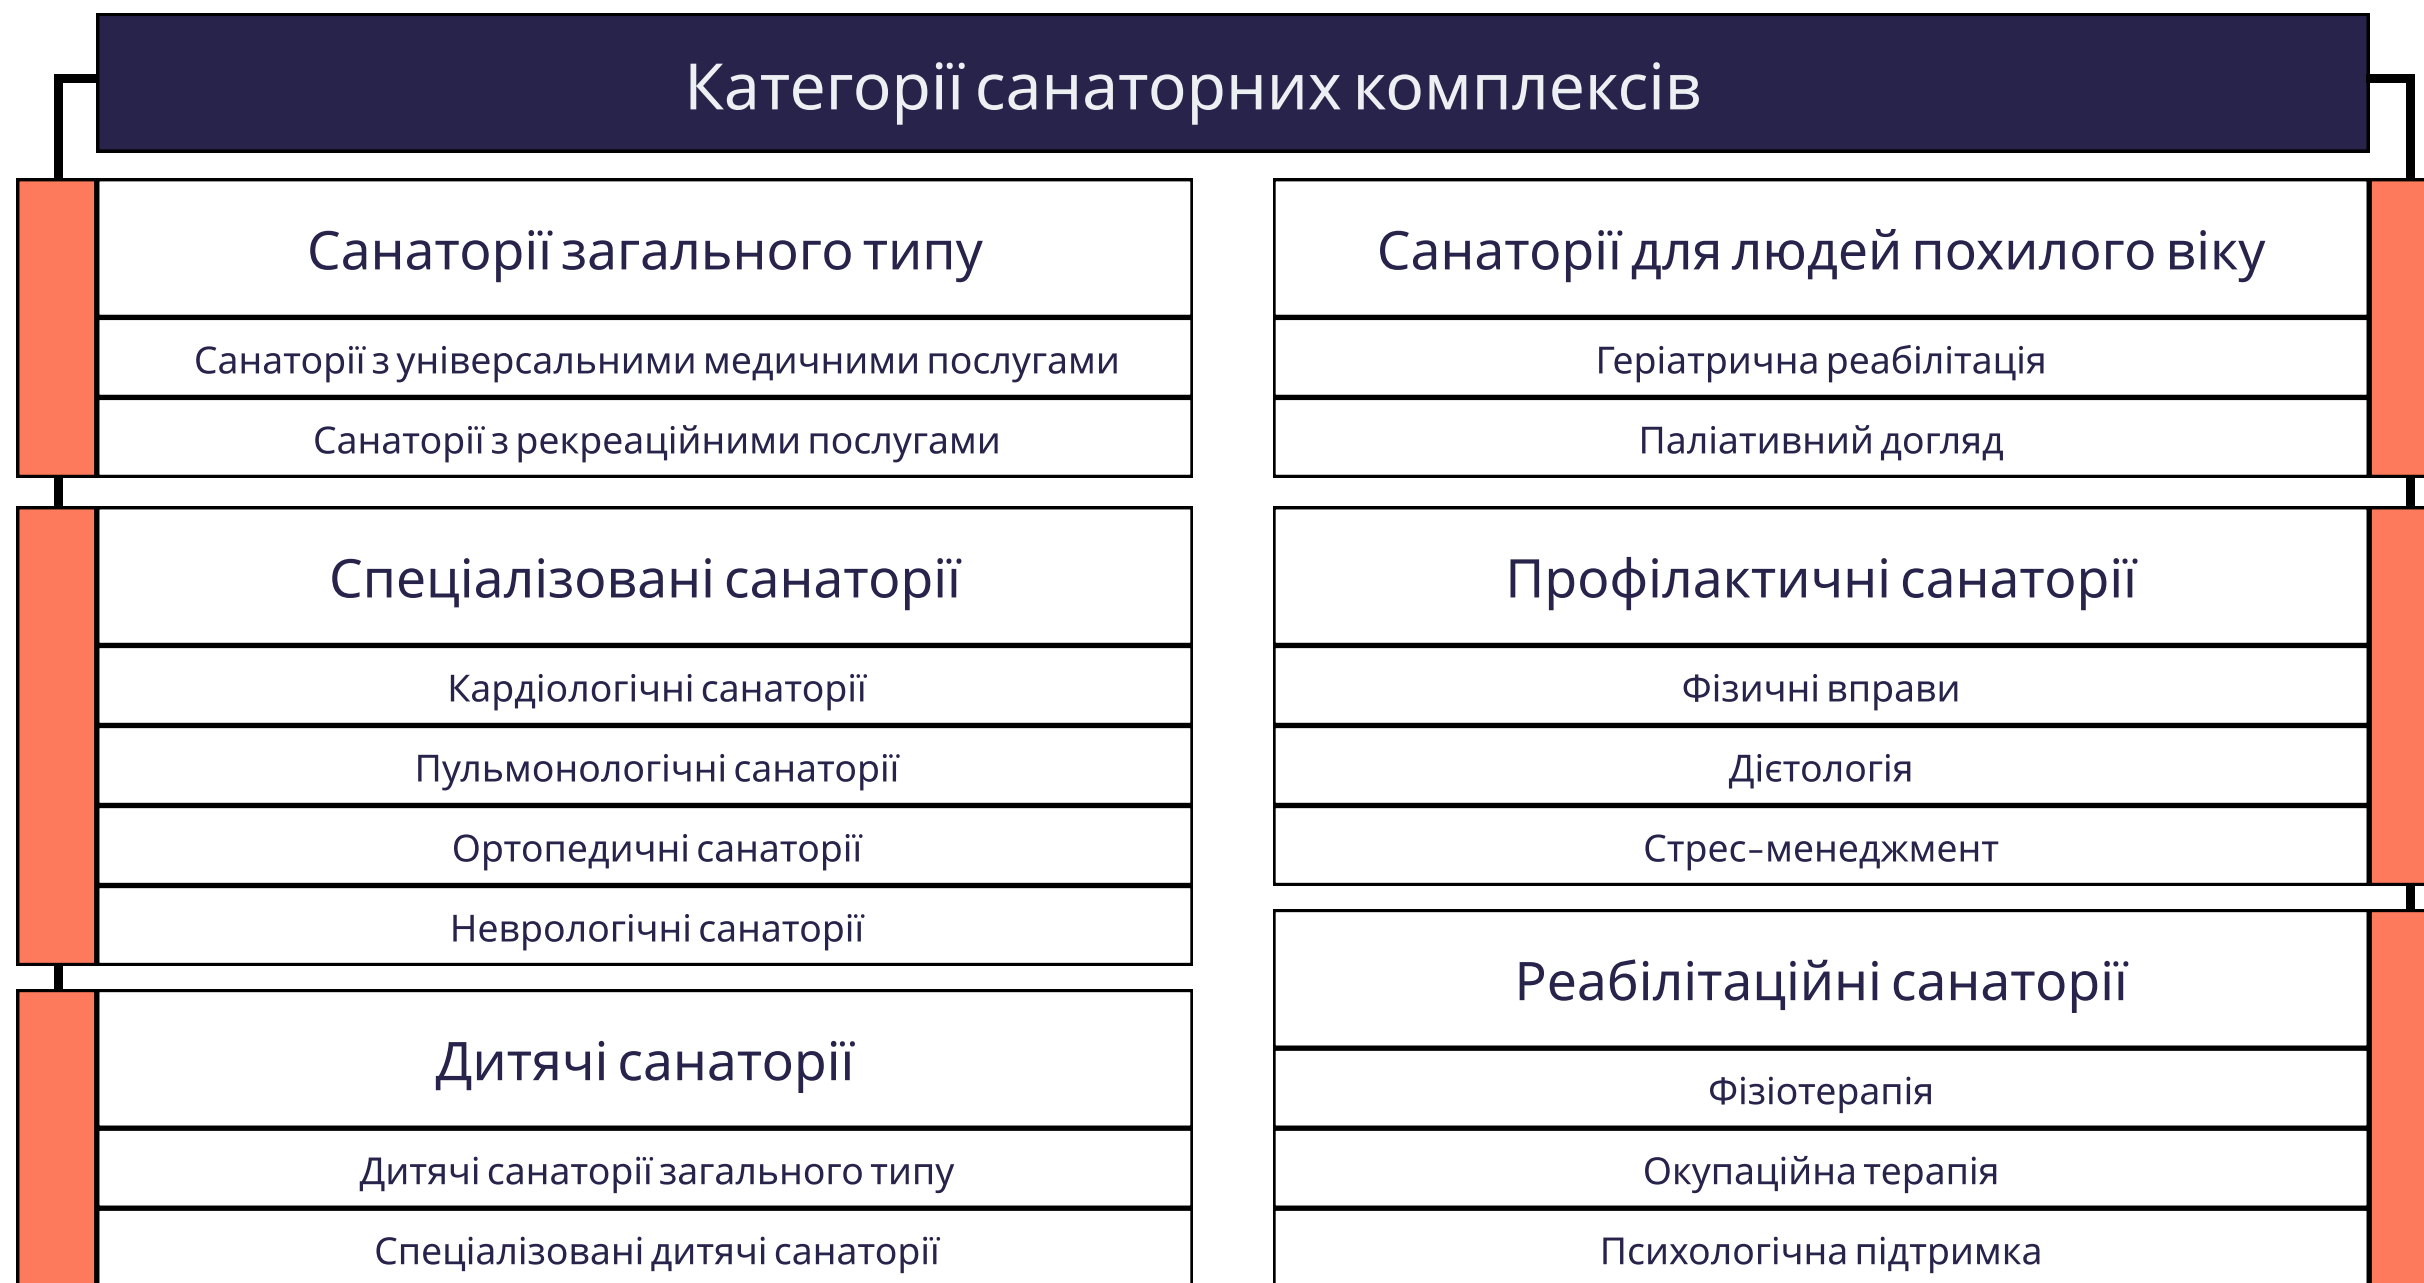 Категорії санаторних комплексів
Санаторії загального типу
Санаторії з універсальними медичними послугами
Санаторії з рекреаційними послугами
Спеціалізовані санаторії
Кардіологічні санаторії
Пульмонологічні санаторії
Ортопедичні санаторії
Неврологічні санаторії
Дитячі санаторії
Дитячі санаторії загального типу
Спеціалізовані дитячі санаторії
Санаторії для людей похилого віку
Геріатрична реабілітація
Паліативний догляд
Профілактичні санаторії
Фізичні вправи
Дієтологія
Стрес-менеджмент
Реабілітаційні санаторії
Фізіотерапія
Окупаційна терапія
Психологічна підтримка